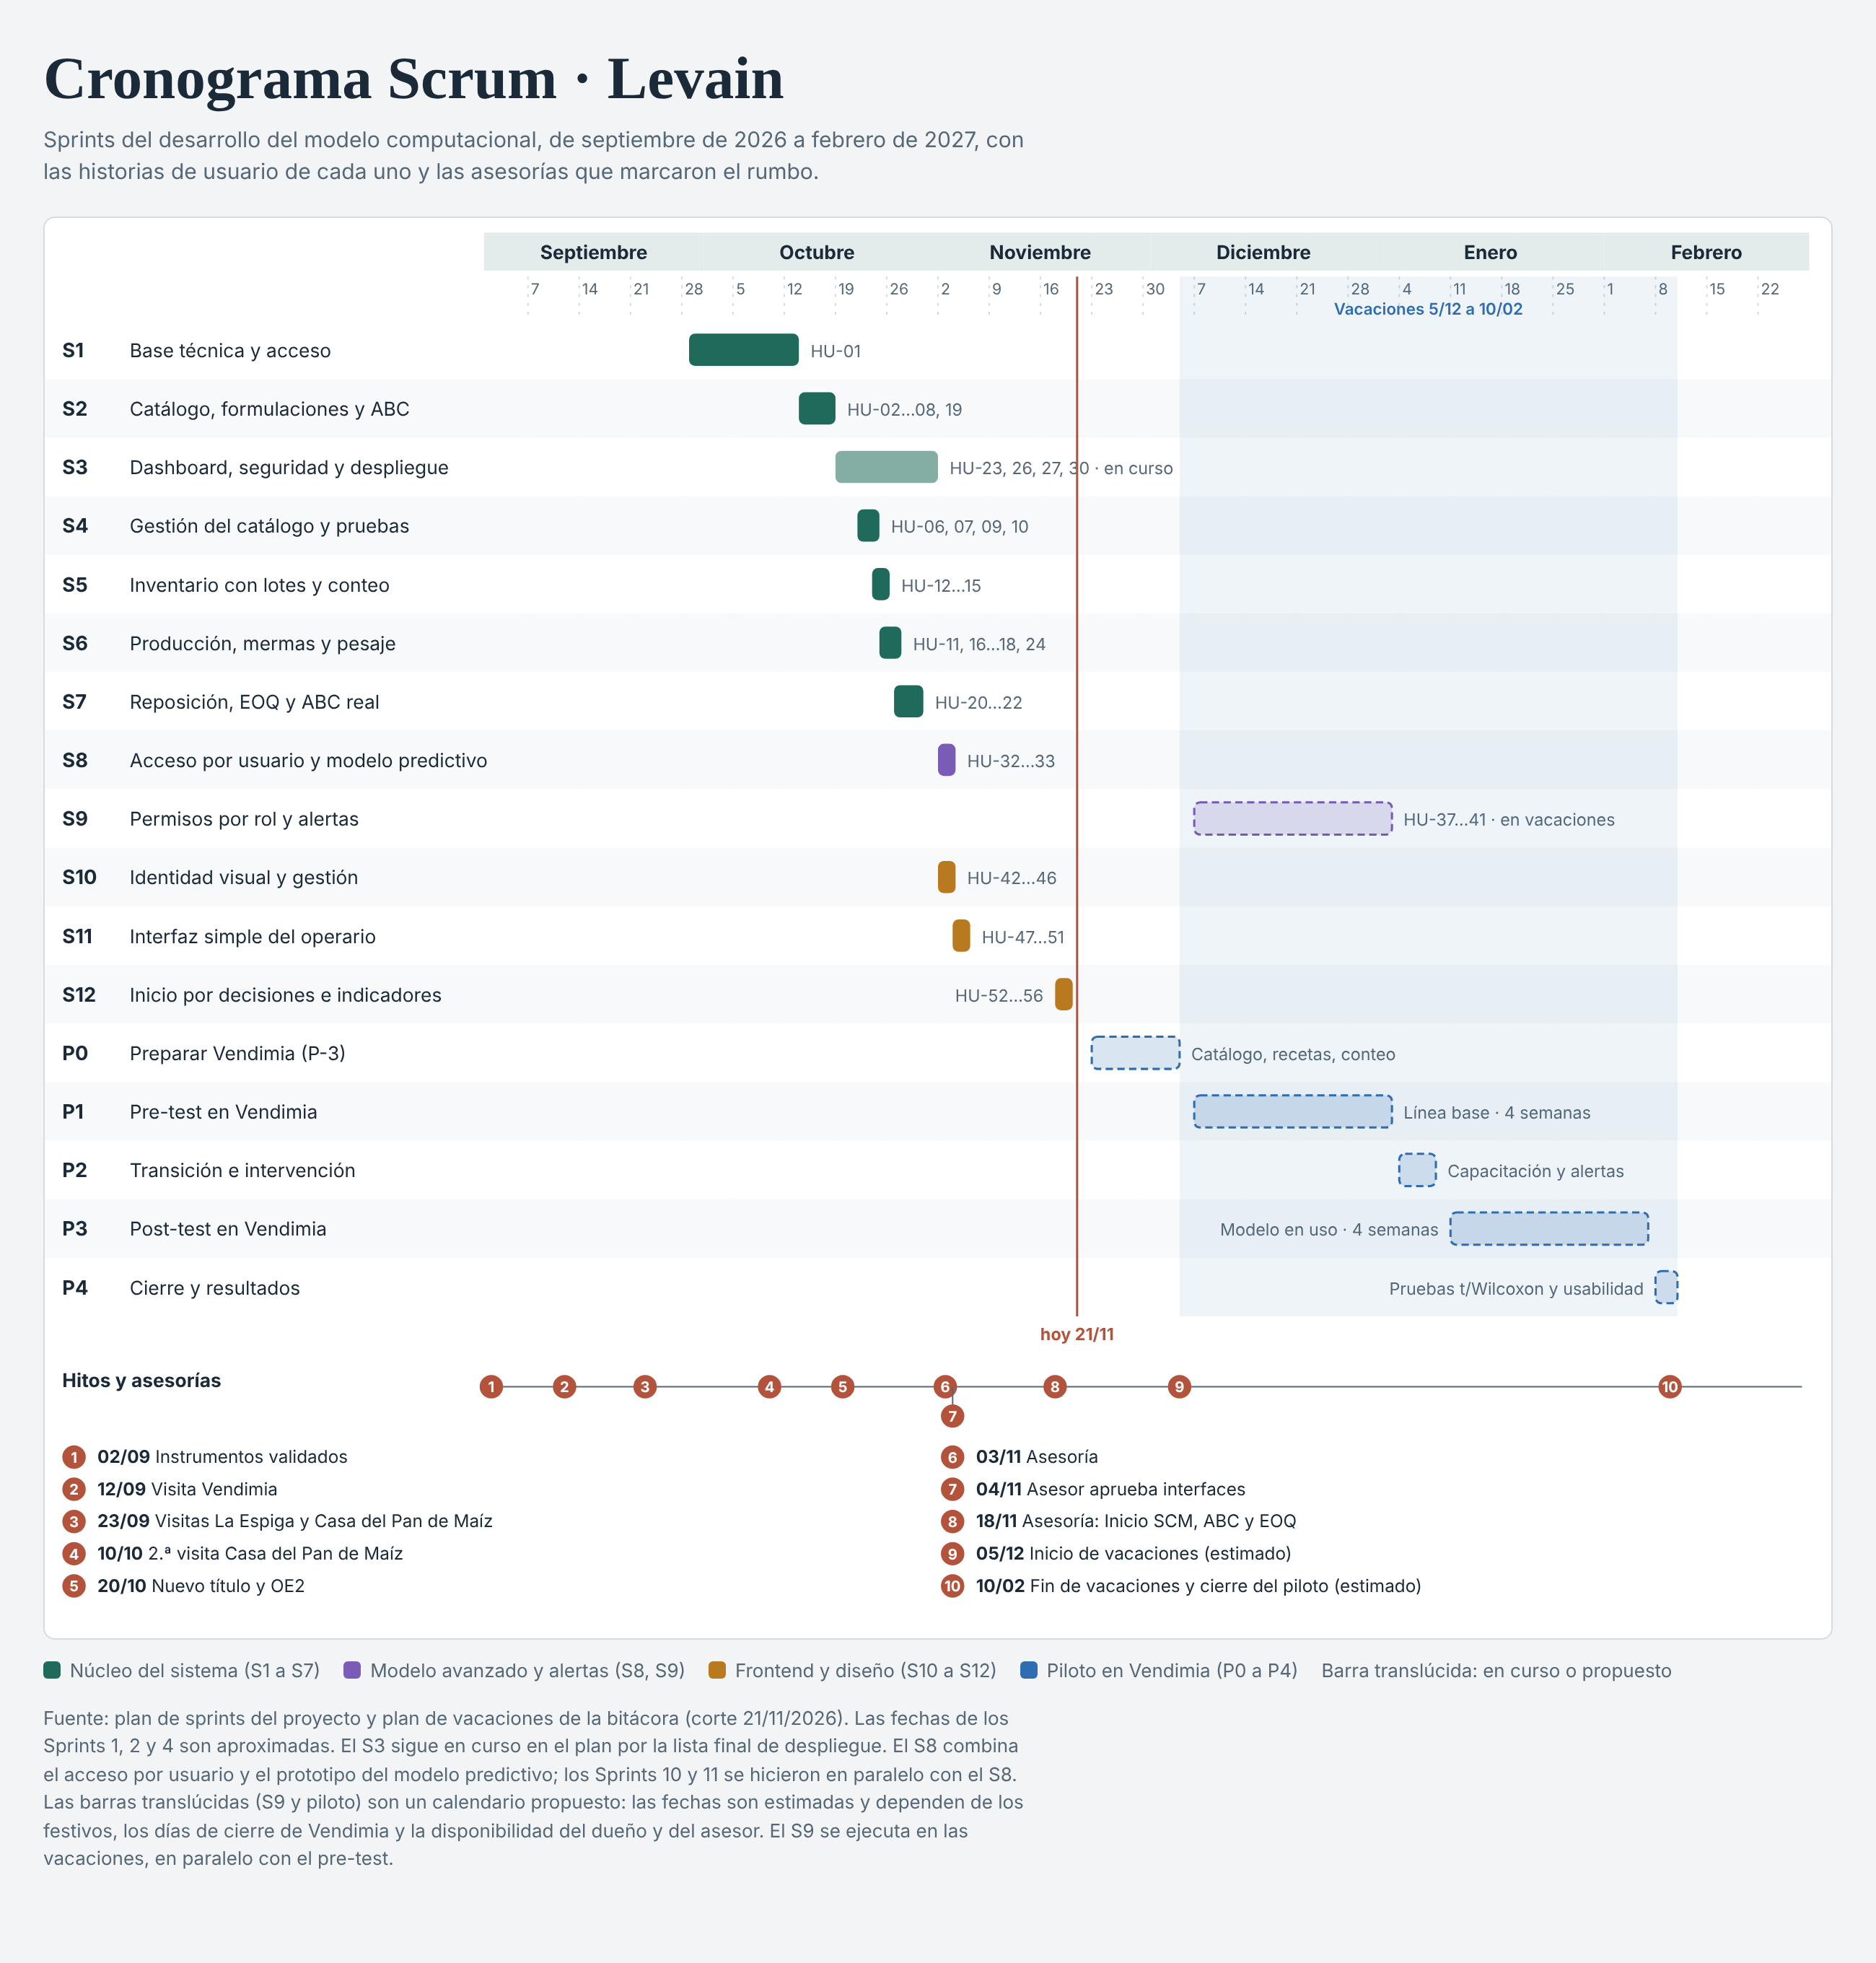 Cronograma Scrum · Levain
Sprints del desarrollo del modelo computacional, de septiembre de 2026 a febrero de 2027, con
las historias de usuario de cada uno y las asesorías que marcaron el rumbo.
Septiembre Octubre Noviembre Diciembre Enero Febrero
7 14 21 28 5 12 19 26 2 9 16 23 30 7 14 21 28 4 11 18 25 1 8 15 22
Vacaciones 5/12 a 10/02
S1 Base técnica y acceso HU-01
S2 Catálogo, formulaciones y ABC HU-02…08, 19
S3 Dashboard, seguridad y despliegue HU-23, 26, 27, 30 · en curso
S4 Gestión del catálogo y pruebas HU-06, 07, 09, 10
S5 Inventario con lotes y conteo HU-12…15
S6 Producción, mermas y pesaje HU-11, 16…18, 24
S7 Reposición, EOQ y ABC real HU-20…22
S8 Acceso por usuario y modelo predictivo HU-32…33
S9 Permisos por rol y alertas HU-37…41 · en vacaciones
S10 Identidad visual y gestión HU-42…46
S11 Interfaz simple del operario HU-47…51
S12 Inicio por decisiones e indicadores HU-52…56
P0 Preparar Vendimia (P-3) Catálogo, recetas, conteo
P1 Pre-test en Vendimia Línea base · 4 semanas
P2 Transición e intervención Capacitación y alertas
P3 Post-test en Vendimia Modelo en uso · 4 semanas
P4 Cierre y resultados Pruebas t/Wilcoxon y usabilidad
hoy 21/11
Hitos y asesorías 1 2 3 4 5 6 8 9 10
7
1 02/09 Instrumentos validados
2 12/09 Visita Vendimia
3 23/09 Visitas La Espiga y Casa del Pan de Maíz
4 10/10 2.ª visita Casa del Pan de Maíz
5 20/10 Nuevo título y OE2
6 03/11 Asesoría
7 04/11 Asesor aprueba interfaces
8 18/11 Asesoría: Inicio SCM, ABC y EOQ
9 05/12 Inicio de vacaciones (estimado)
10 10/02 Fin de vacaciones y cierre del piloto (estimado)
Núcleo del sistema (S1 a S7) Modelo avanzado y alertas (S8, S9) Frontend y diseño (S10 a S12) Piloto en Vendimia (P0 a P4) Barra translúcida: en curso o propuesto
Fuente: plan de sprints del proyecto y plan de vacaciones de la bitácora (corte 21/11/2026). Las fechas de los
Sprints 1, 2 y 4 son aproximadas. El S3 sigue en curso en el plan por la lista final de despliegue. El S8 combina
el acceso por usuario y el prototipo del modelo predictivo; los Sprints 10 y 11 se hicieron en paralelo con el S8.
Las barras translúcidas (S9 y piloto) son un calendario propuesto: las fechas son estimadas y dependen de los
festivos, los días de cierre de Vendimia y la disponibilidad del dueño y del asesor. El S9 se ejecuta en las
vacaciones, en paralelo con el pre-test.